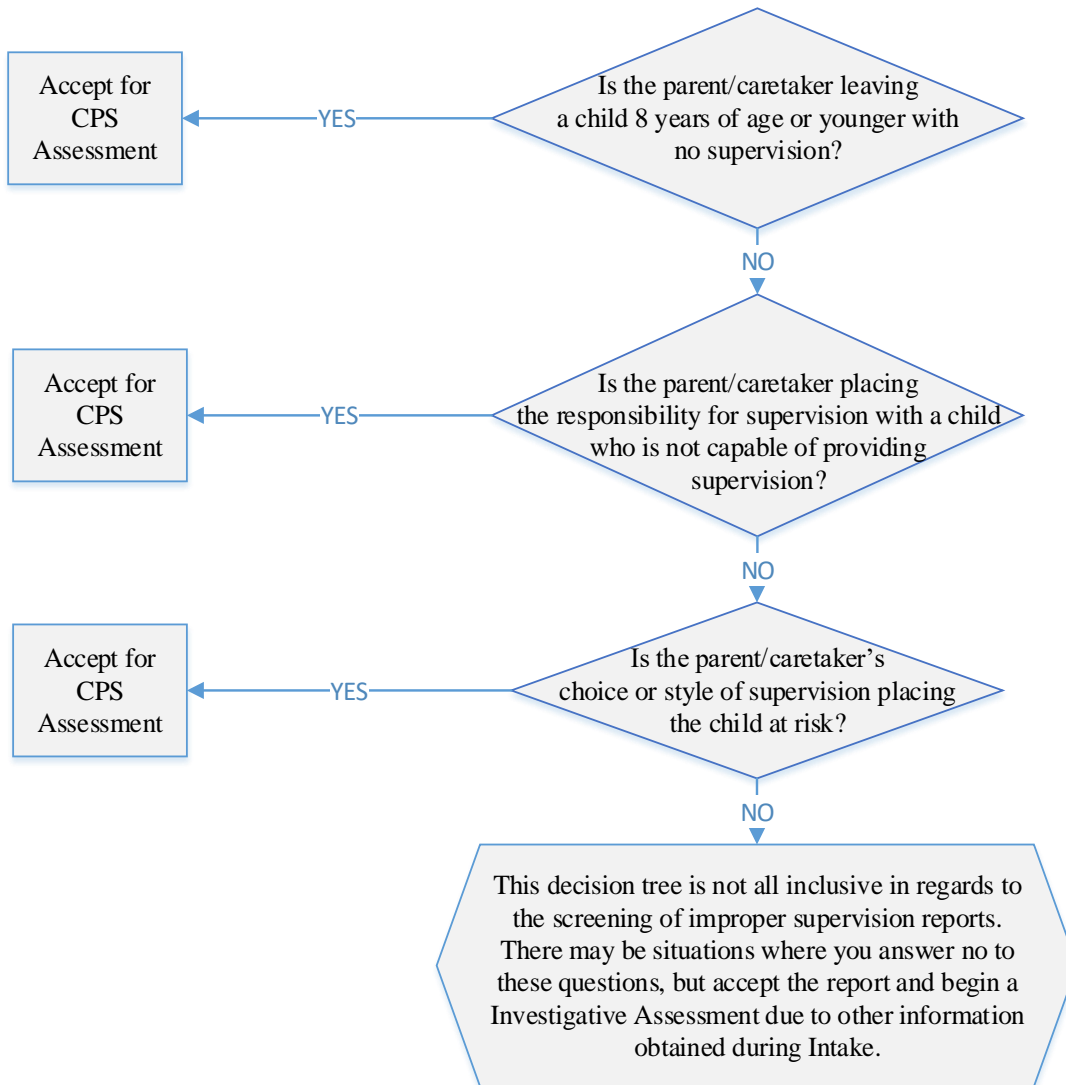 Is the parent/caretaker leaving
a child 8 years of age or younger with
no supervision?
YES
Accept for
CPS
Assessment
NO
Is the parent/caretaker placing
the responsibility for supervision with a child
who is not capable of providing
supervision?
YES
Accept for
CPS
Assessment
NO
Is the parent/caretaker’s
choice or style of supervision placing
the child at risk?
YES
Accept for
CPS
Assessment
NO
This decision tree is not all inclusive in regards to
the screening of improper supervision reports.
There may be situations where you answer no to
these questions, but accept the report and begin a
Investigative Assessment due to other information
obtained during Intake.